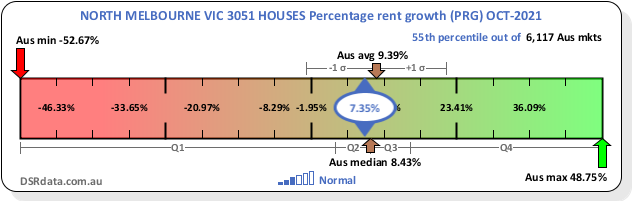 NORTH MELBOURNE VIC 3051 HOUSES Percentage rent growth (PRG) OCT-2021
Aus min -52.67%
55th percentile out of 6,117 Aus mkts
Aus avg 9.39%
-1 σ +1 σ
-46.33% -33.65% -20.97% -8.29% -1.95% 7.35% % 23.41% 36.09%
Q1 Q2 Q3 Q4
Aus median 8.43%
DSRdata.com.au
Normal
Aus max 48.75%